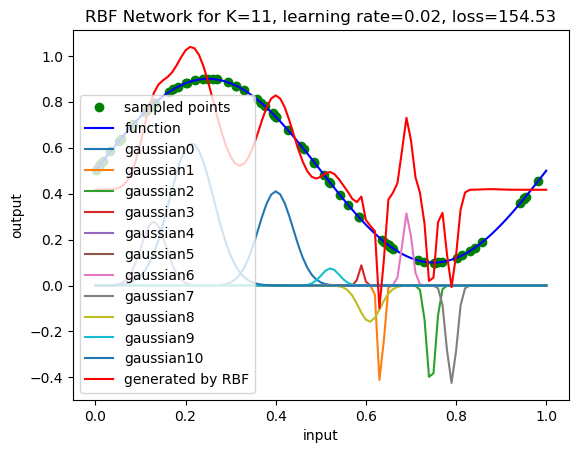 RBF Network for K=11, learning rate=0.02, loss=154.53
output
1.0
0.8
0.6
0.4
0.2
0.0
−0.2
−0.4
sampled points
function
gaussian0
gaussian1
gaussian2
gaussian3
gaussian4
gaussian5
gaussian6
gaussian7
gaussian8
gaussian9
gaussian10
generated by RBF
0.0 0.2 0.4 0.6 0.8 1.0
input